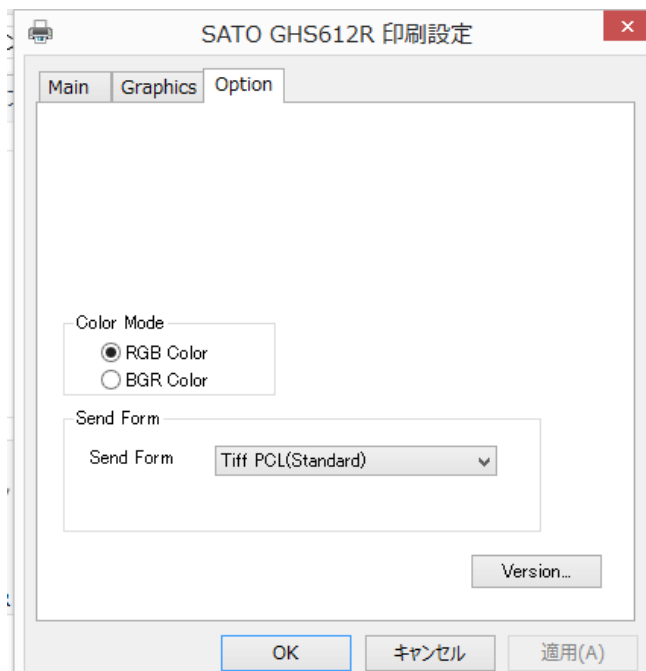 SATO GHS612R 印刷設定
Main Graphics Option
Color Mode
RGB Color
BGR Color
Send Form
Send Form Tiff PCL(Standard)
Version...
OK キャンセル 適用(A)